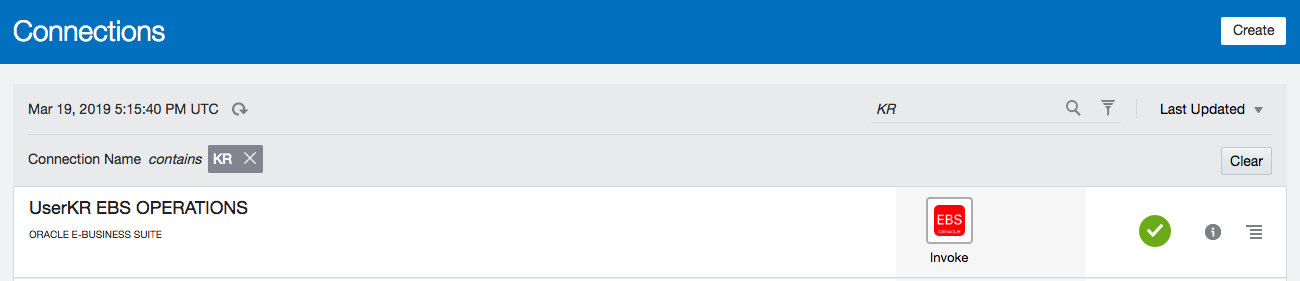 Connections
Create
Mar 19, 2019 5:15:40 PM UTC
KR
Last Updated
Connection Name contains KR
Clear
UserKR EBS OPERATIONS
ORACLE E-BUSINESS SUITE
EBS
ORACLE
Invoke